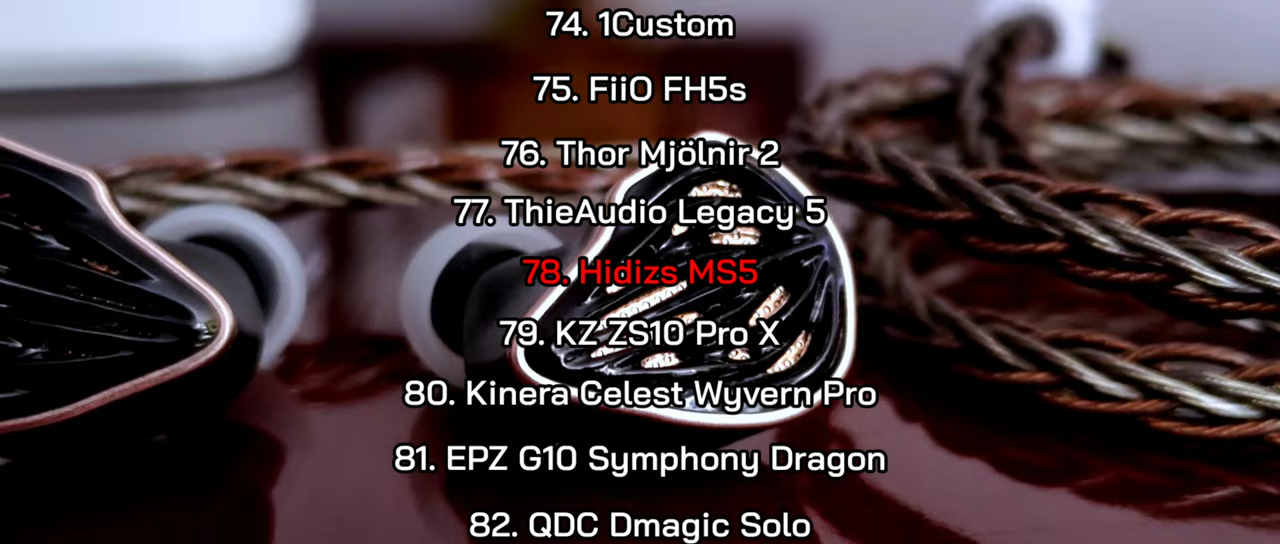 74. 1Custom
75. FiiO FH5s
76. Thor Mjölnir 2
77. ThieAudio Legacy 5
78. Hidizs MS5
79. KZ ZS10 Pro X
80. Kinera Celest Wyvern Pro
81. EPZ G10 Symphony Dragon
82. QDC Dmagic Solo